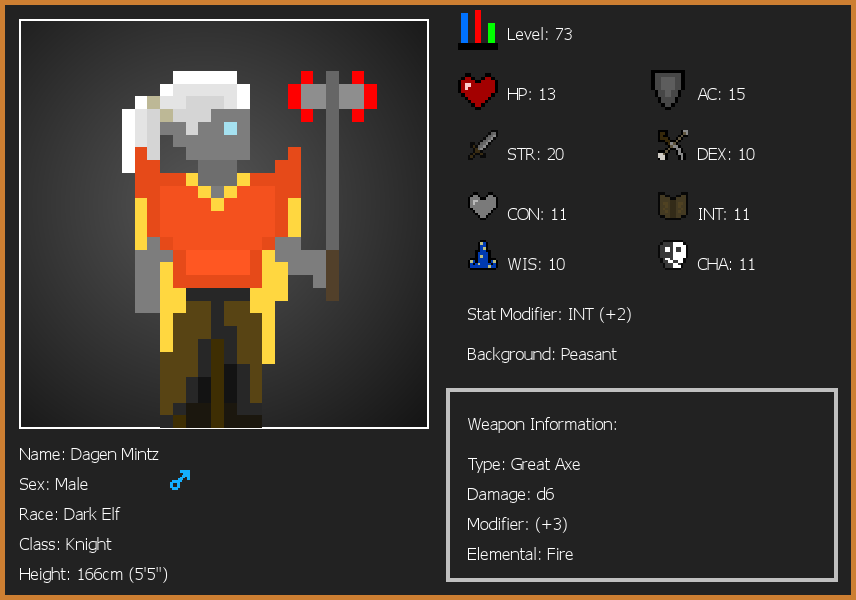 Level: 73
HP: 13
AC: 15
STR: 20
DEX: 10
CON: 11
INT: 11
WIS: 10
CHA: 11
Stat Modifier: INT (+2)
Background: Peasant
Weapon Information:
Type: Great Axe
Damage: d6
Modifier: (+3)
Elemental: Fire
Name: Dagen Mintz
Sex: Male
Race: Dark Elf
Class: Knight
Height: 166cm (5'5")